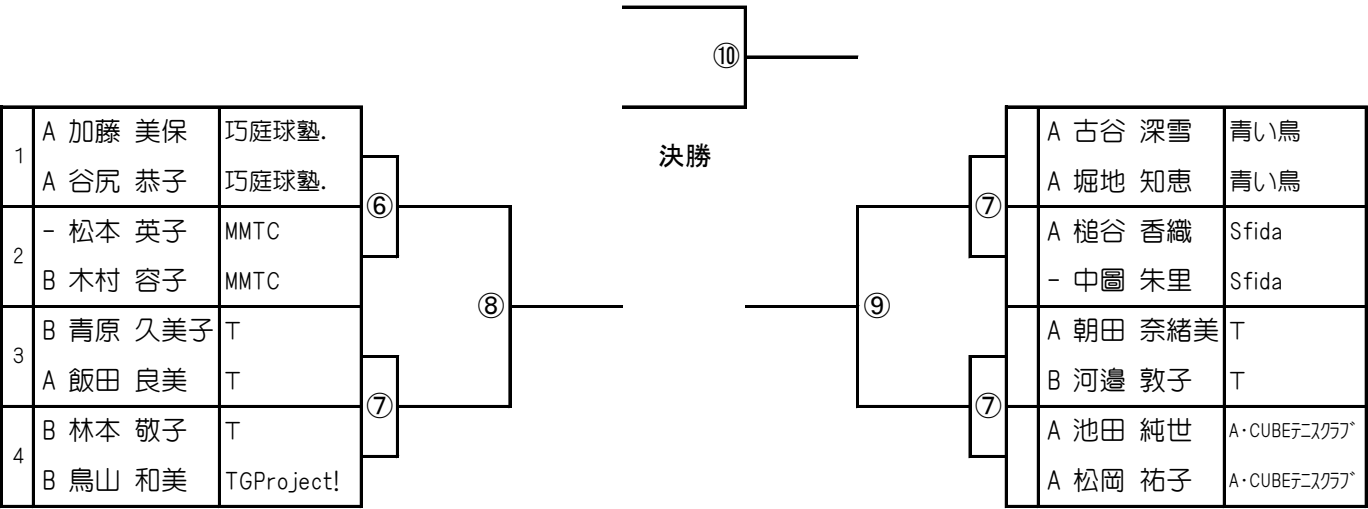 ⑩
決勝
1 A 加藤 美保 巧庭球塾.
A 谷尻 恭子 巧庭球塾.
⑥
2 - 松本 英子 MMTC
B 木村 容子 MMTC
⑧
3 B 青原 久美子 T
A 飯田 良美 T
⑦
4 B 林本 敬子 T
B 鳥山 和美 TGProject!
A 古谷 深雪 青い鳥
A 堀地 知恵 青い鳥
⑦
A 槌谷 香織 Sfida
- 中圖 朱里 Sfida
⑨
A 朝田 奈緒美 T
B 河邉 敦子 T
⑦
A 池田 純世 A・CUBEﾃﾆｽｸﾗﾌﾞ
A 松岡 祐子 A・CUBEﾃﾆｽｸﾗﾌﾞ